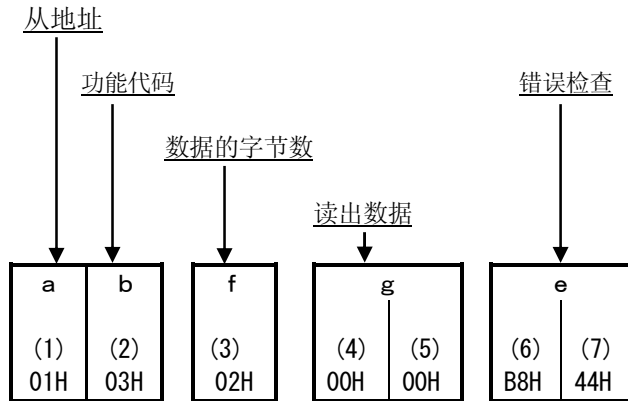 从地址
功能代码
错误检查
数据的字节数
读出数据
a b f g e
(1) (2) (3) (4) (5) (6) (7)
01H 03H 02H 00H 00H B8H 44H